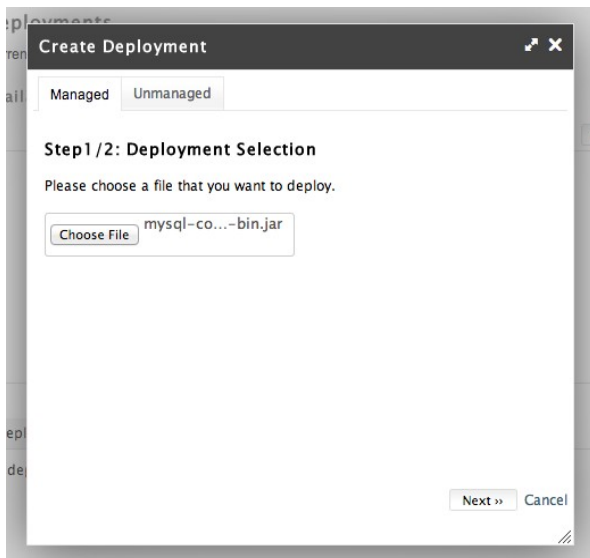 Create Deployment
Managed Unmanaged
Step1/2: Deployment Selection
Please choose a file that you want to deploy.
Choose File mysql-co...-bin.jar
Next ›› Cancel